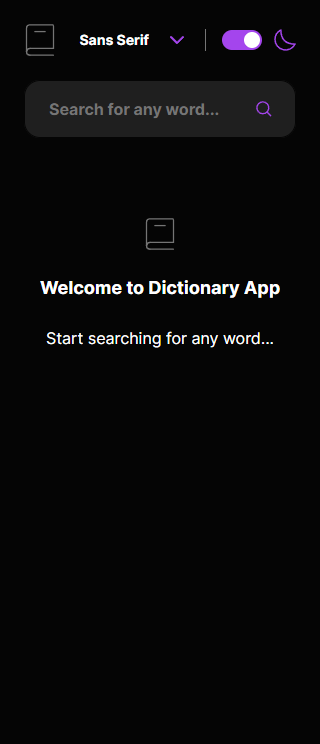 Sans Serif
Search for any word...
Welcome to Dictionary App
Start searching for any word...